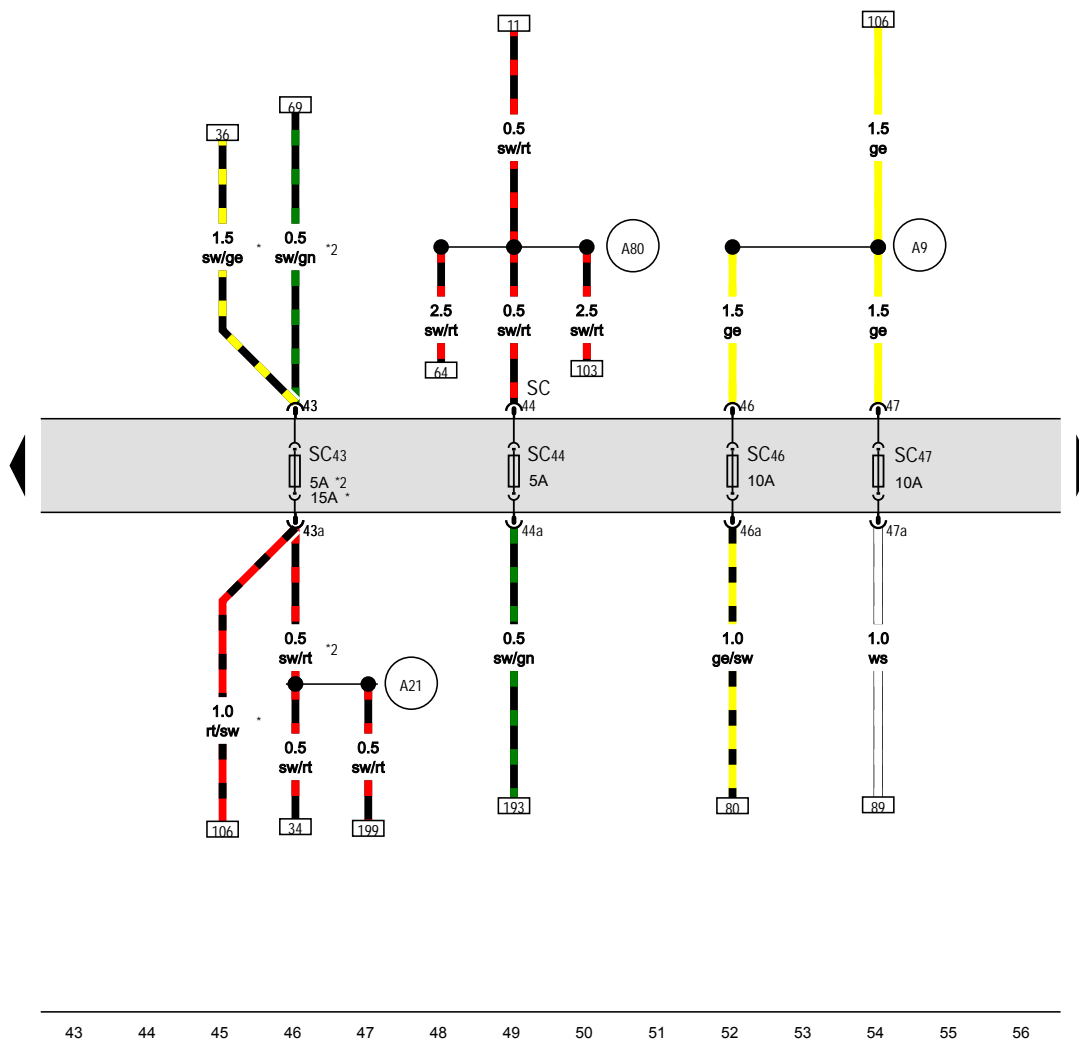 11
106
69
36
0.5
sw/rt
1.5
ge
1.5
sw/ge
*
0.5
sw/gn
*2
A80
A9
2.5
sw/rt
0.5
sw/rt
2.5
sw/rt
1.5
ge
1.5
ge
64
103
SC
43
44
46
47
SC43
5A *2
15A *
SC44
5A
SC46
10A
SC47
10A
43a
44a
46a
47a
0.5
sw/rt
*2
0.5
sw/gn
1.0
ge/sw
1.0
ws
A21
1.0
rt/sw
*
0.5
sw/rt
0.5
sw/rt
106
34
199
193
80
89
43 44 45 46 47 48 49 50 51 52 53 54 55 56